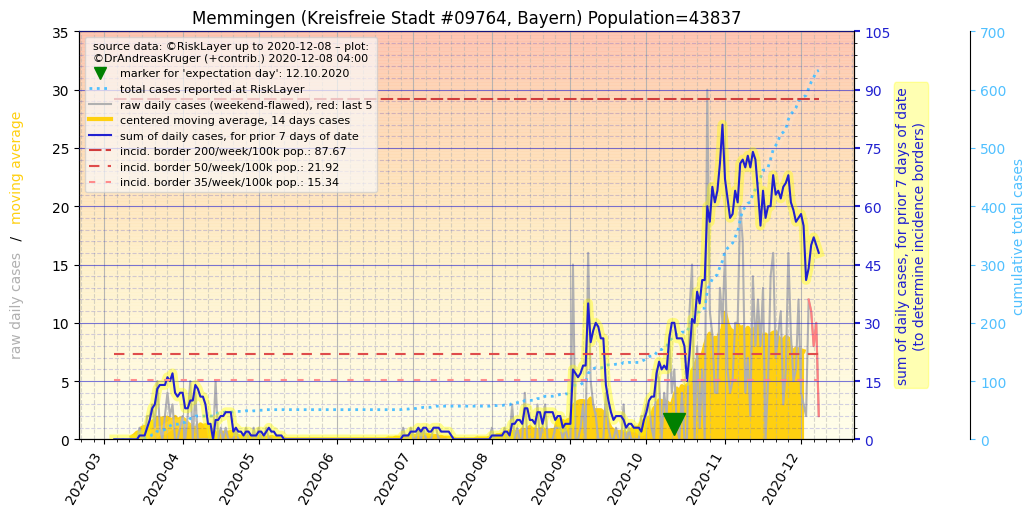 Memmingen (Kreisfreie Stadt #09764, Bayern) Population=43837
source data: ©RiskLayer up to 2020-12-08 – plot:
©DrAndreasKruger (+contrib.) 2020-12-08 04:00
marker for 'expectation day': 12.10.2020
total cases reported at RiskLayer
raw daily cases (weekend-flawed), red: last 5
centered moving average, 14 days cases
sum of daily cases, for prior 7 days of date
incid. border 200/week/100k pop.: 87.67
incid. border 50/week/100k pop.: 21.92
incid. border 35/week/100k pop.: 15.34
raw daily cases / moving average
35
30
25
20
15
10
5
0
2020-03
2020-04
2020-05
2020-06
2020-07
2020-08
2020-09
2020-10
2020-11
2020-12
105
90
75
60
45
30
15
0
sum of daily cases, for prior 7 days of date
(to determine incidence borders)
700
600
500
400
300
200
100
0
cumulative total cases